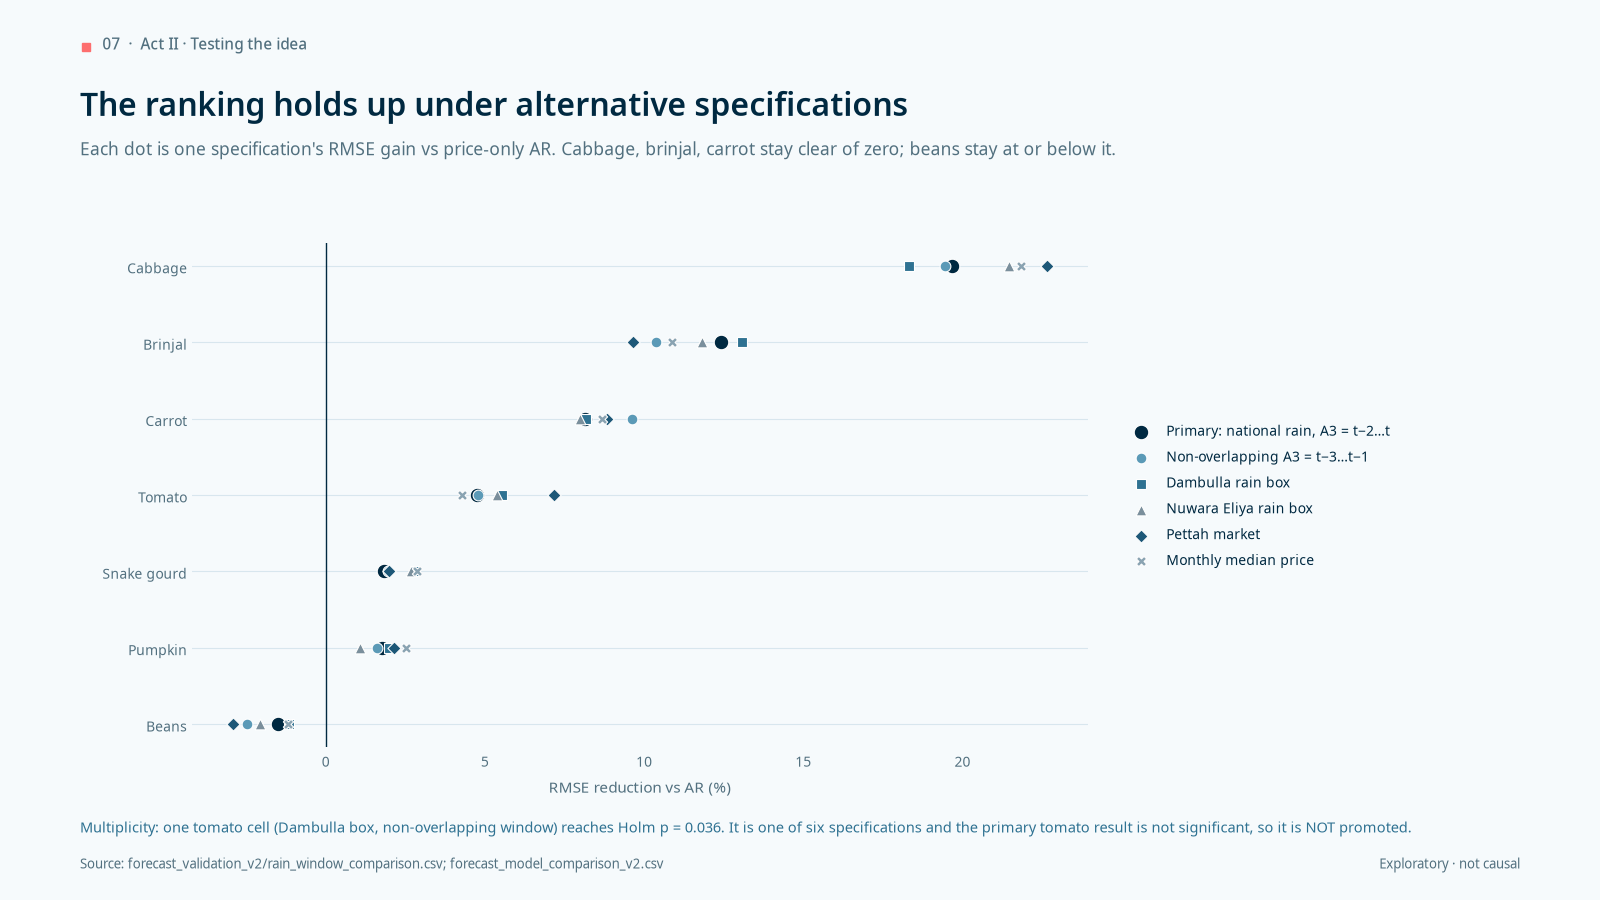 07 · Act II · Testing the idea
The ranking holds up under alternative specifications
Each dot is one specification's RMSE gain vs price-only AR. Cabbage, brinjal, carrot stay clear of zero; beans stay at or below it.
Cabbage
Brinjal
Carrot
Tomato
Snake gourd
Pumpkin
Beans
0 5 10 15 20
RMSE reduction vs AR (%)
Primary: national rain, A3 = t−2…t
Non-overlapping A3 = t−3…t−1
Dambulla rain box
Nuwara Eliya rain box
Pettah market
Monthly median price
Multiplicity: one tomato cell (Dambulla box, non-overlapping window) reaches Holm p = 0.036. It is one of six specifications and the primary tomato result is not significant, so it is NOT promoted.
Source: forecast_validation_v2/rain_window_comparison.csv; forecast_model_comparison_v2.csv
Exploratory · not causal